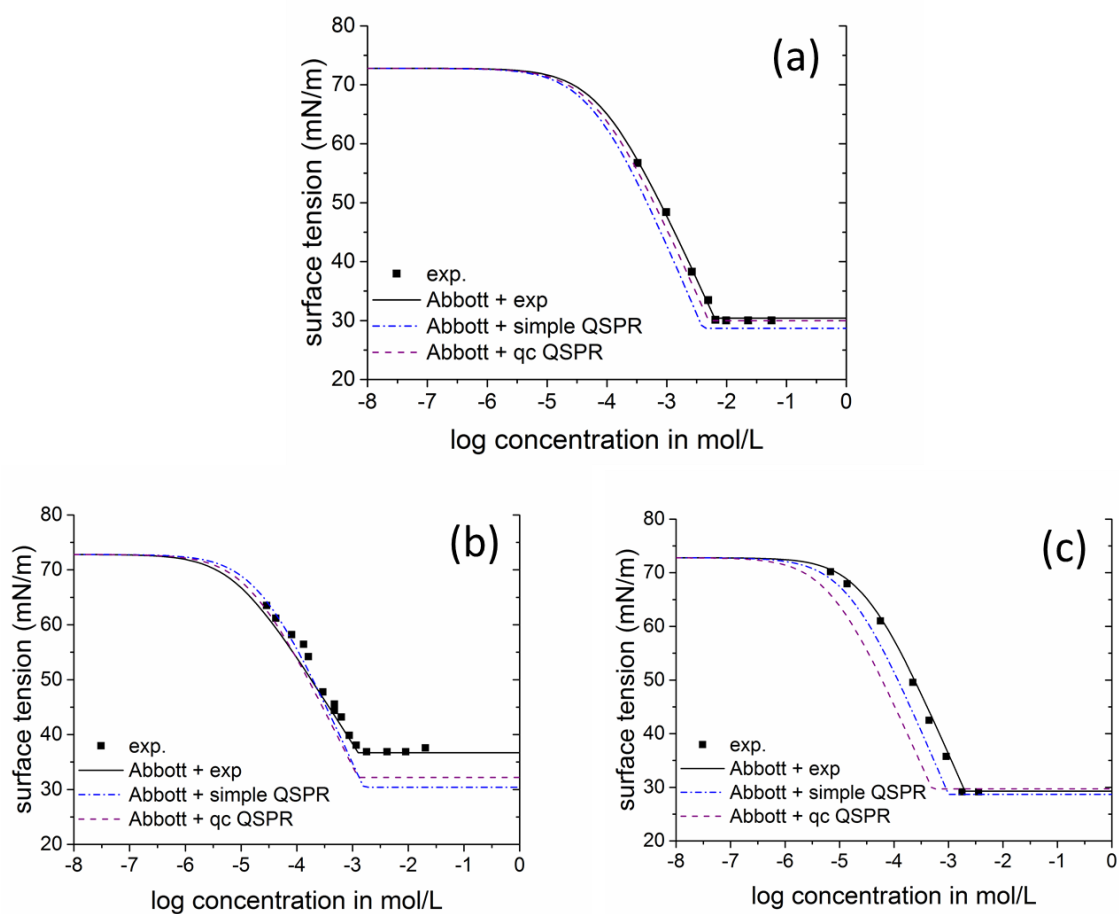 (a)
surface tension (mN/m)
80
70
60
50
40
30
20
exp.
Abbott + exp
Abbott + simple QSPR
Abbott + qc QSPR
-8 -7 -6 -5 -4 -3 -2 -1 0
log concentration in mol/L
(b)
surface tension (mN/m)
80
70
60
50
40
30
20
exp.
Abbott + exp
Abbott + simple QSPR
Abbott + qc QSPR
-8 -7 -6 -5 -4 -3 -2 -1 0
log concentration in mol/L
(c)
surface tension (mN/m)
80
70
60
50
40
30
20
exp.
Abbott + exp
Abbott + simple QSPR
Abbott + qc QSPR
-8 -7 -6 -5 -4 -3 -2 -1 0
log concentration in mol/L